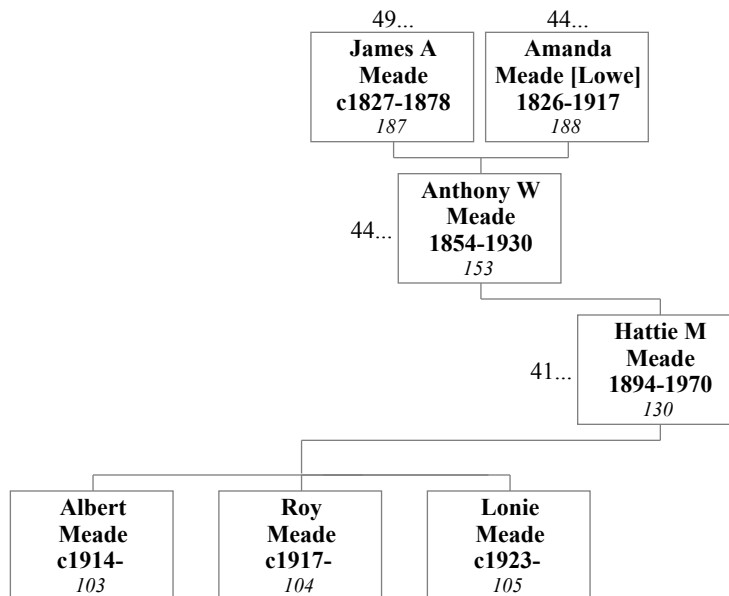 49...
44...
James A
Meade
c1827-1878
187
Amanda
Meade [Lowe]
1826-1917
188
Anthony W
Meade
1854-1930
153
44...
Hattie M
Meade
1894-1970
130
41...
Albert
Meade
c1914-
103
Roy
Meade
c1917-
104
Lonie
Meade
c1923-
105